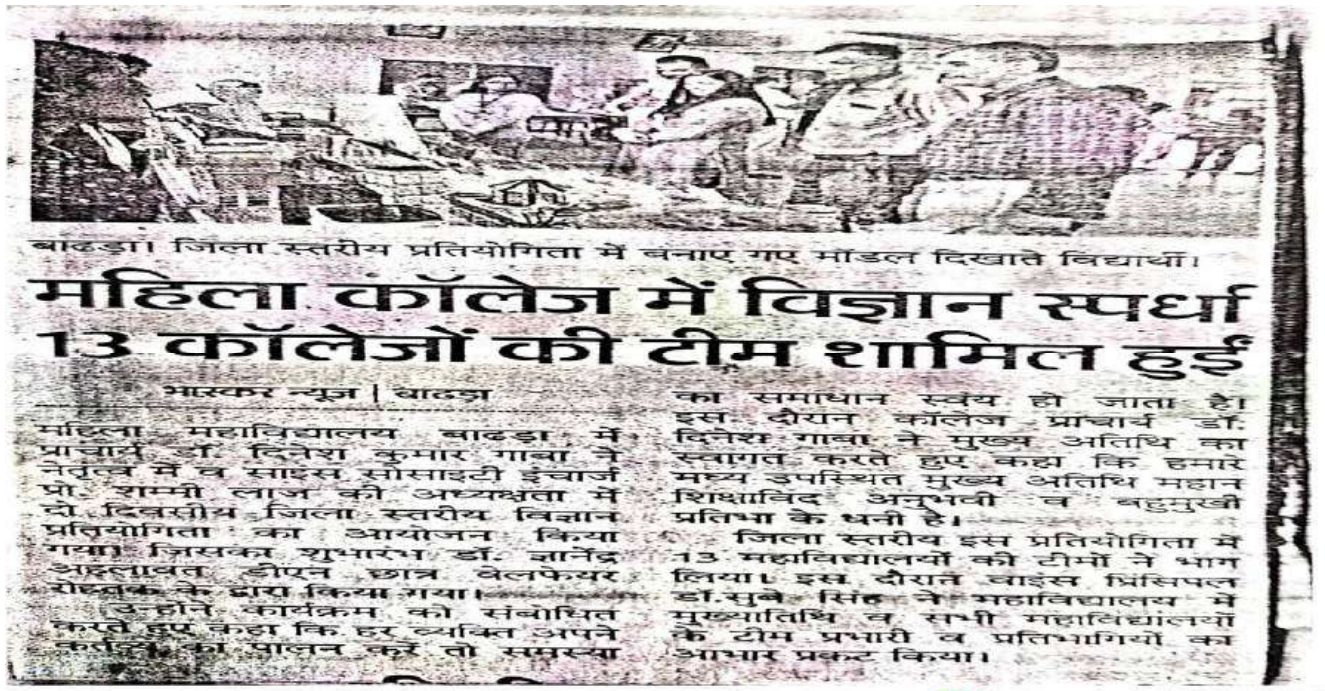 बाढड़ा। जिला स्तरीय प्रतियोगिता में बनाए गए मॉडल दिखाते विद्यार्थी।
महिला कॉलेज में विज्ञान स्पर्धा
13 कॉलेजों की टीम शामिल हुईं
भास्कर न्यूज | बाढड़ा
महिला महाविद्यालय बाढड़ा में
प्राचार्य डॉ. दिनेश कुमार गाबा ने
नेतृत्व में व साइंस सोसाइटी इंचार्ज
प्रो. शम्मी लाज की अध्यक्षता में
दो दिवसीय जिला स्तरीय विज्ञान
प्रतियोगिता का आयोजन किया
गया। जिसका शुभारंभ डॉ. ज्ञानेंद्र
अहलावत डीएन छात्र वेलफेयर
रोहतक के द्वारा किया गया।
उन्होंने कार्यक्रम को संबोधित
करते हुए कहा कि हर व्यक्ति अपने
कर्तव्य का पालन करें तो समस्या
का समाधान स्वयं हो जाता है।
इस दौरान कॉलेज प्राचार्य डॉ.
दिनेश गाबा ने मुख्य अतिथि का
स्वागत करते हुए कहा कि हमारे
मध्य उपस्थित मुख्य अतिथि महान
शिक्षाविद अनुभवी व बहुमुखी
प्रतिभा के धनी है।
जिला स्तरीय इस प्रतियोगिता में
13 महाविद्यालयों की टीमों ने भाग
लिया। इस दौरान वाइस प्रिंसिपल
डॉ.सुबे सिंह ने महाविद्यालय में
मुख्यातिथि व सभी महाविद्यालयों
के टीम प्रभारी व प्रतिभागियों का
आभार प्रकट किया।